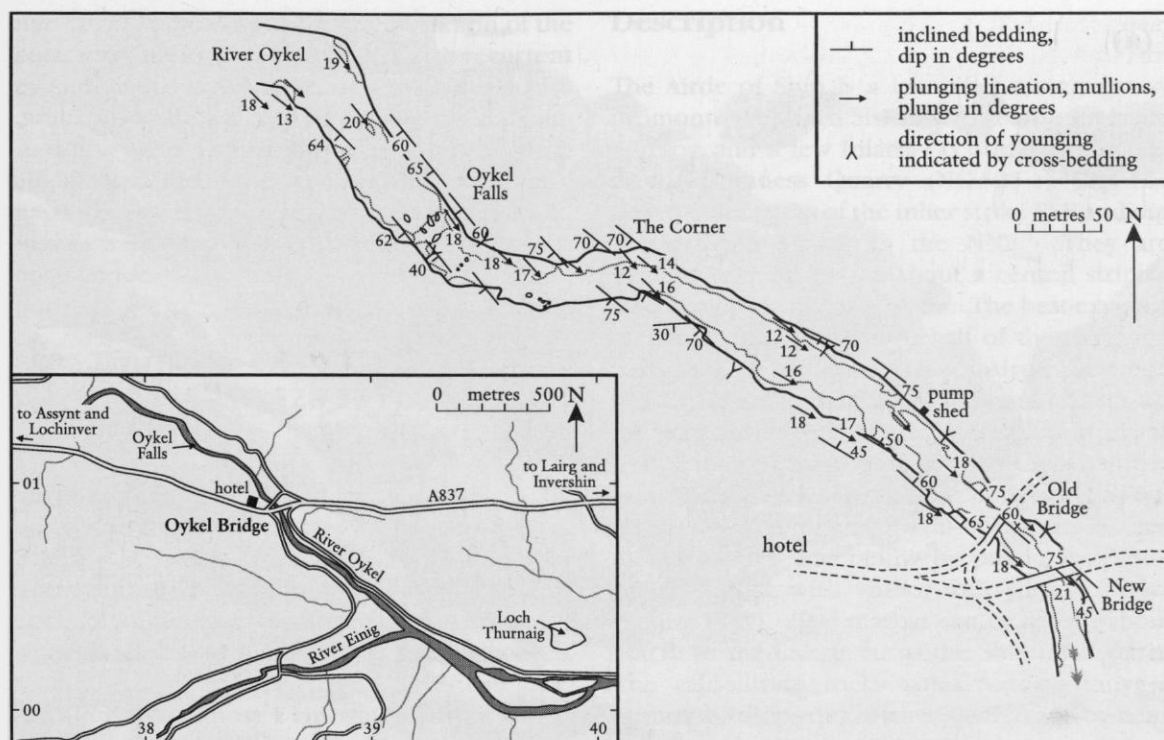 Description
River Oykel
19
18
13
20
64
60
65
Oykel
Falls
62
18
69
40
18
17
75
75
70
70
The Corner
12
14
16
30
70
12
12
70
16
75
pump
shed
18
17
45
50
18
60
75
18
65
60
Old
Bridge
hotel
18
75
21
45
New
Bridge
inclined bedding,
dip in degrees
plunging lineation, mullions,
plunge in degrees
direction of younging
indicated by cross-bedding
0 metres 50 N
0 metres 500 N
to Assynt and
Lochinver
Oykel
Falls
to Lairg and
Invershin
01
hotel
A837
Oykel Bridge
River Oykel
Loch
Thurnaig
River Einig
00
38
39
40